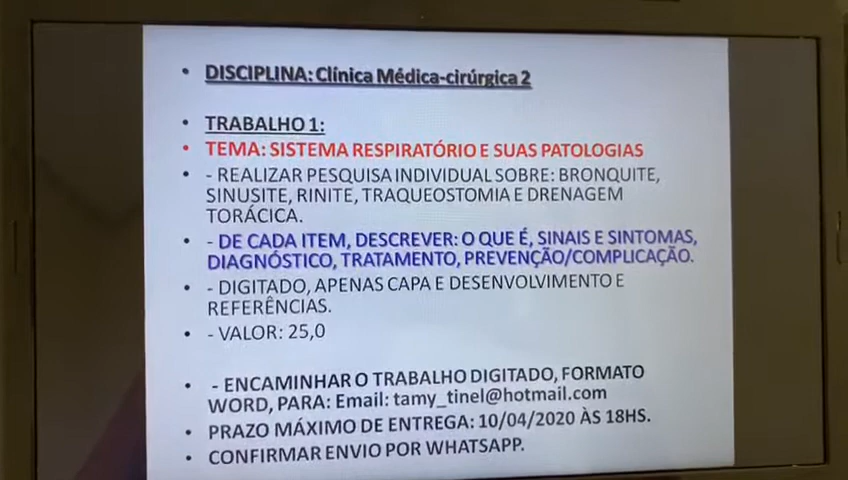 • DISCIPLINA: Clínica Médica-cirúrgica 2
• TRABALHO 1:
• TEMA: SISTEMA RESPIRATÓRIO E SUAS PATOLOGIAS
• - REALIZAR PESQUISA INDIVIDUAL SOBRE: BRONQUITE,
SINUSITE, RINITE, TRAQUEOSTOMIA E DRENAGEM
TORÁCICA.
• - DE CADA ITEM, DESCREVER: O QUE É, SINAIS E SINTOMAS,
DIAGNÓSTICO, TRATAMENTO, PREVENÇÃO/COMPLICAÇÃO.
• - DIGITADO, APENAS CAPA E DESENVOLVIMENTO E
REFERÊNCIAS.
• - VALOR: 25,0
• - ENCAMINHAR O TRABALHO DIGITADO, FORMATO
WORD, PARA: Email: tamy_tinel@hotmail.com
• PRAZO MÁXIMO DE ENTREGA: 10/04/2020 ÀS 18HS.
• CONFIRMAR ENVIO POR WHATSAPP.